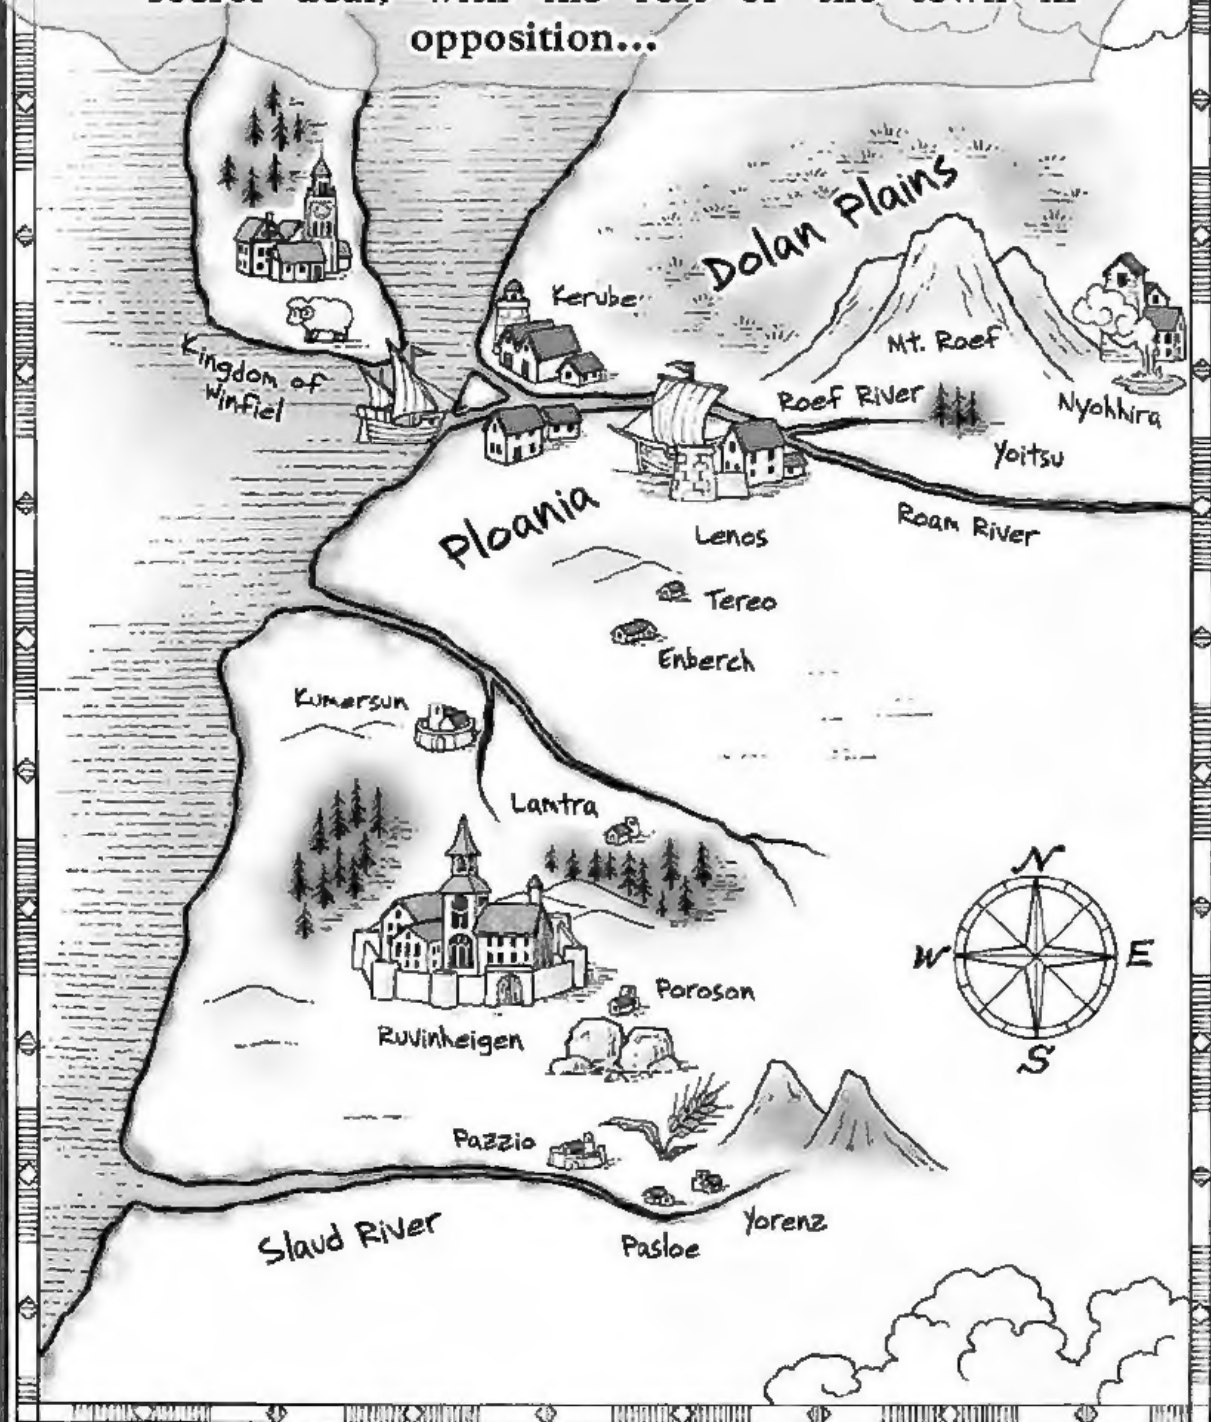 opposition...
Dolan Plains
Kerube
Mt. Roef
Kingdom of
Winfiel
Roef River
Nyohhira
Yoitsu
Ploania
Roam River
Lenos
Tereo
Enberch
Kumersun
Lamtra
N
W E
S
Poroson
Ruvinheigen
Pazzio
Slaud River
Yorenz
Pasloe